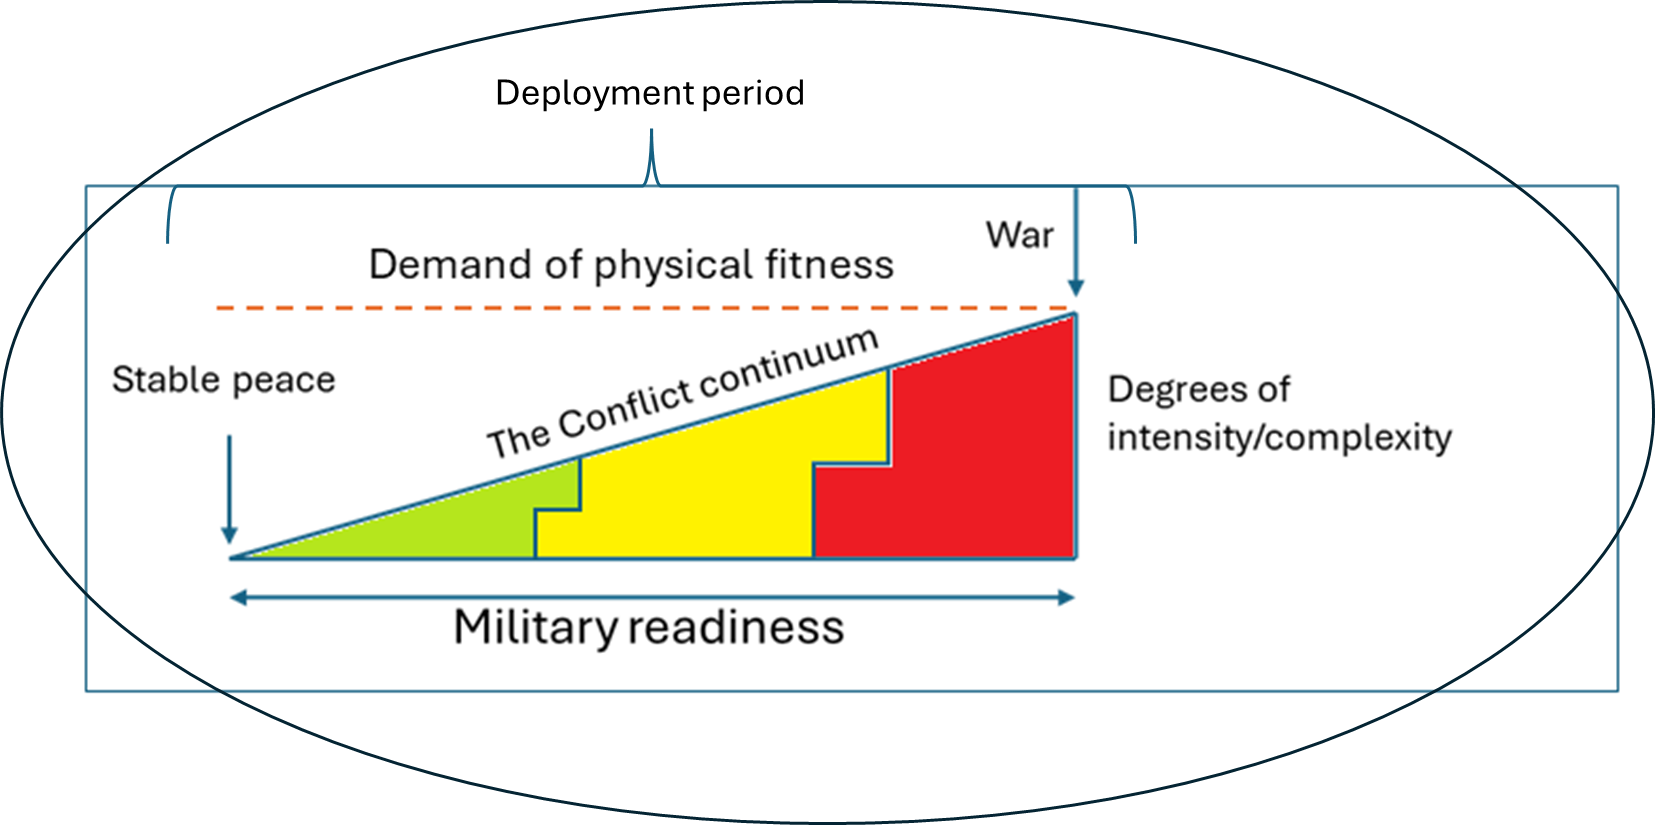 Deployment period
War
Demand of physical fitness
Stable peace
The Conflict continuum
Degrees of
intensity/complexity
Military readiness